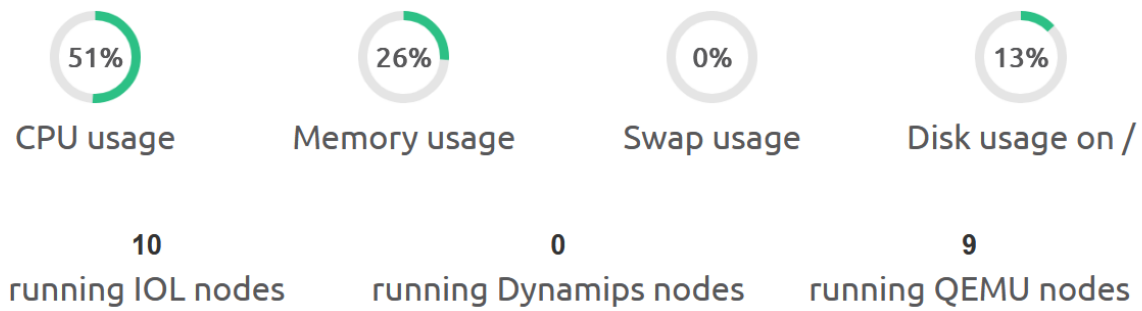 51% 26% 0% 13%
CPU usage Memory usage Swap usage Disk usage on /
10 0 9
running IOL nodes running Dynamips nodes running QEMU nodes